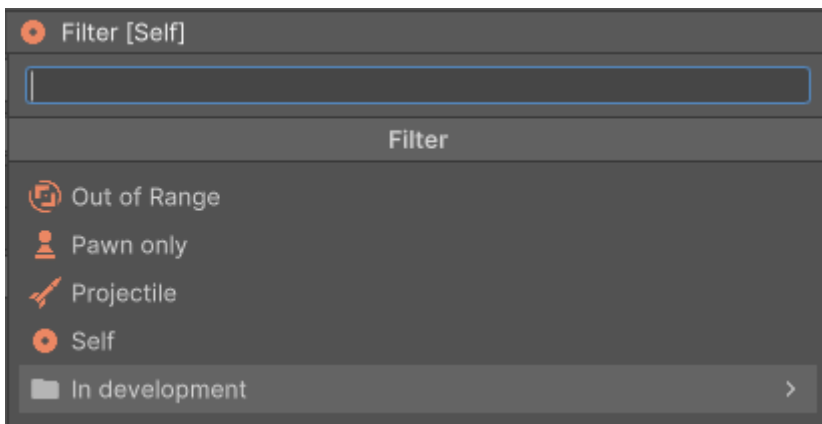 Filter [Self]
Filter
Out of Range
Pawn only
Projectile
Self
In development